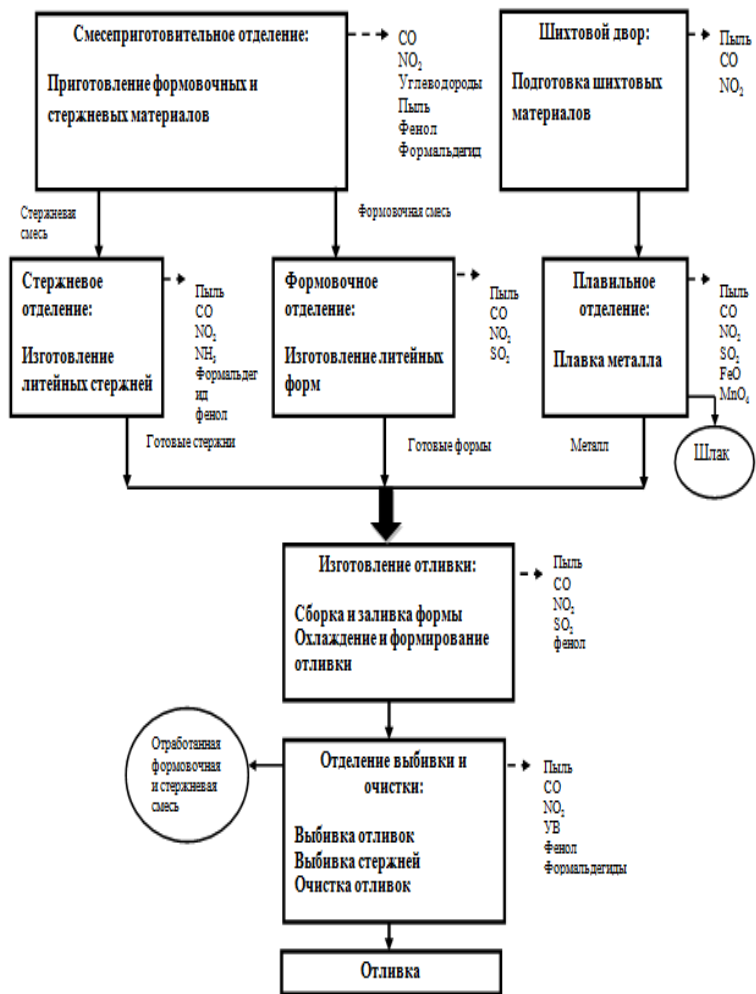 Смесеприготовительное отделение:
Приготовление формовочных и
стержневых материалов
CO
NO₂
Углеводороды
Пыль
Фенол
Формальдегид
Шихтовой двор:
Подготовка шихтовых
материалов
Пыль
CO
NO₂
Стержневая
смесь
Формовочная смесь
Стержневое
отделение:
Изготовление
литейных стержней
Пыль
CO
NO₂
NH₃
Формальдег
ид
фенол
Формовочное
отделение:
Изготовление литейных
форм
Пыль
CO
NO₂
SO₂
Плавильное
отделение:
Плавка металла
Пыль
CO
NO₂
SO₂
FeO
MnO₄
Шлак
Готовые стержни
Готовые формы
Металл
Изготовление отливки:
Сборка и заливка формы
Охлаждение и формирование
отливки
Пыль
CO
NO₂
SO₂
фенол
Отработанная
формовочная
и стержневая
смесь
Отделение выбивки и
очистки:
Выбивка отливок
Выбивка стержней
Очистка отливок
Пыль
CO
NO₂
УВ
Фенол
Формальдегиды
Отливка